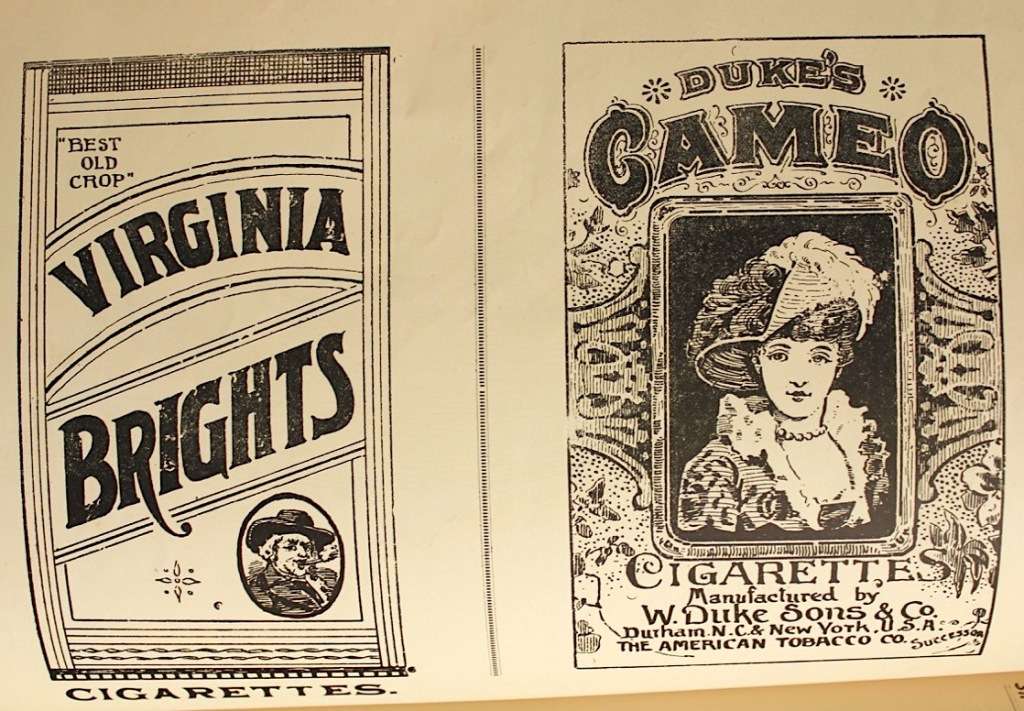 "BEST
OLD
CROP"
VIRGINIA
BRIGHTS
CIGARETTES.
DUKE'S
CAMEO
CIGARETTES
Manufactured by
W. Duke Sons & Co.
Durham. N.C. & New York, U.S.A.
THE AMERICAN TOBACCO CO. Successor